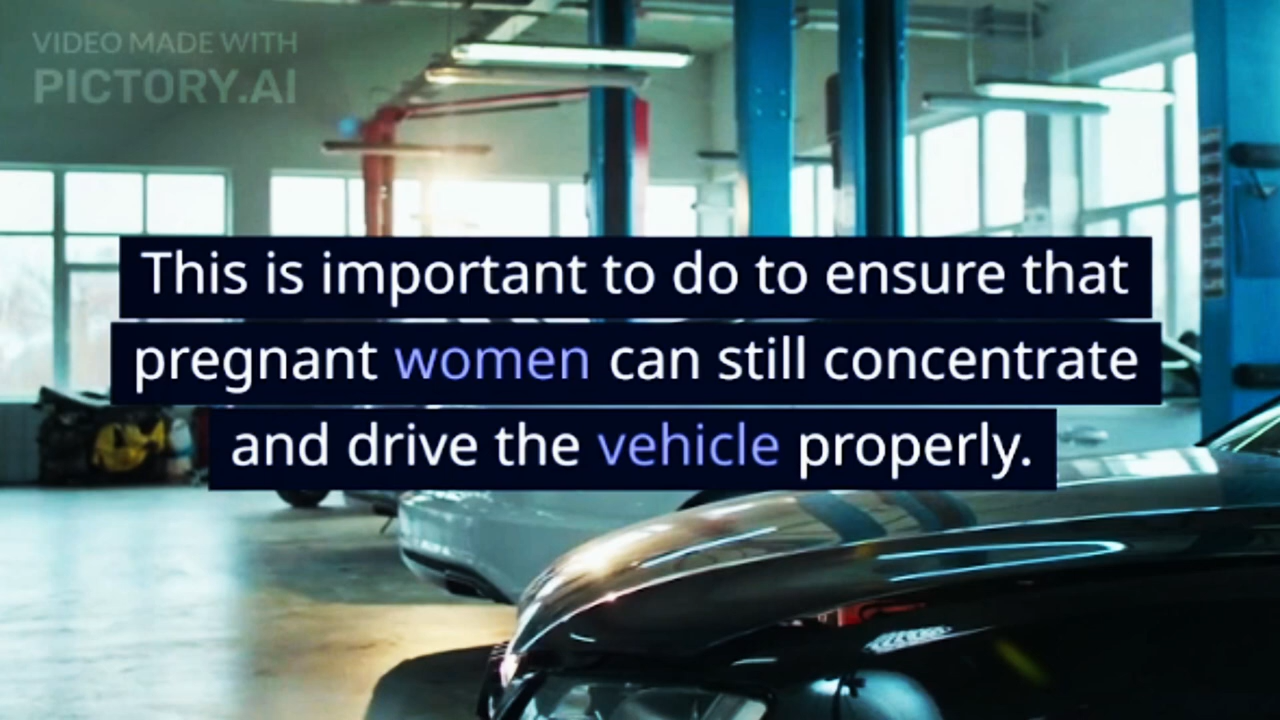 VIDEO MADE WITH
PICTORY.AI
This is important to do to ensure that
pregnant women can still concentrate
and drive the vehicle properly.